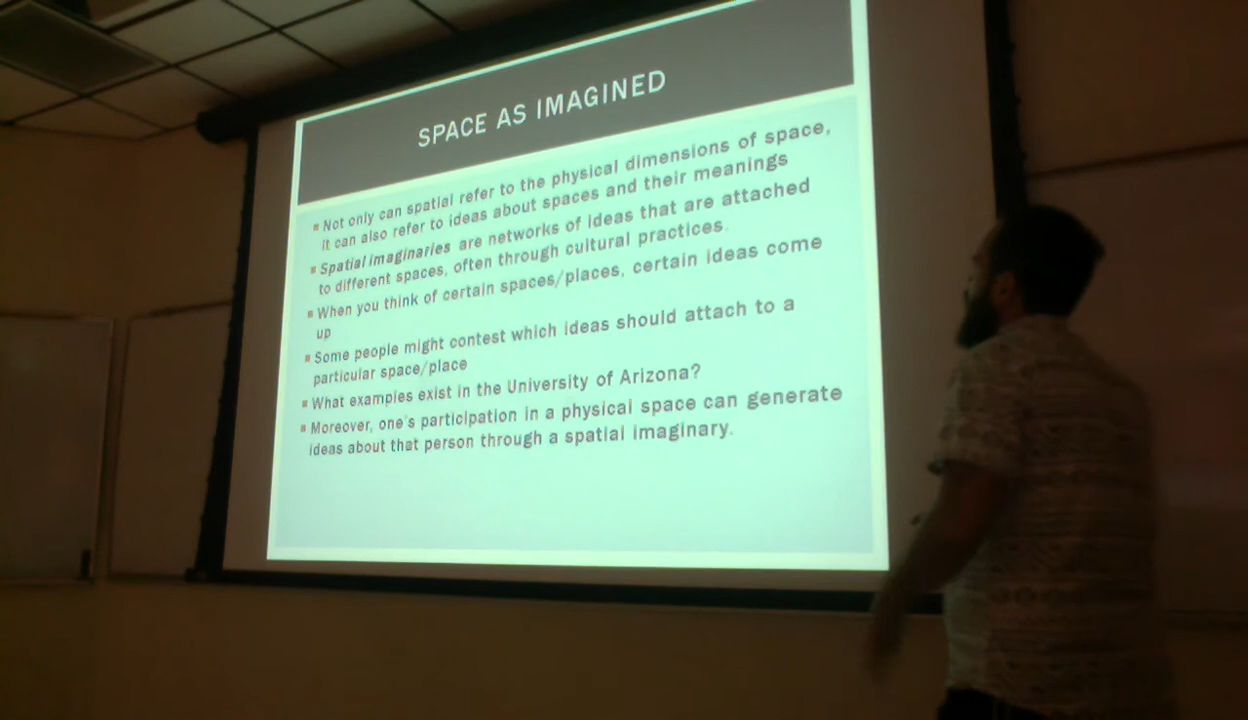 SPACE AS IMAGINED
Not only can spatial refer to the physical dimensions of space,
it can also refer to ideas about spaces and their meanings
Spatial imaginaries are networks of ideas that are attached
to different spaces, often through cultural practices.
When you think of certain spaces/places, certain ideas come
up
Some people might contest which ideas should attach to a
particular space/place
What examples exist in the University of Arizona?
Moreover, one's participation in a physical space can generate
ideas about that person through a spatial imaginary.